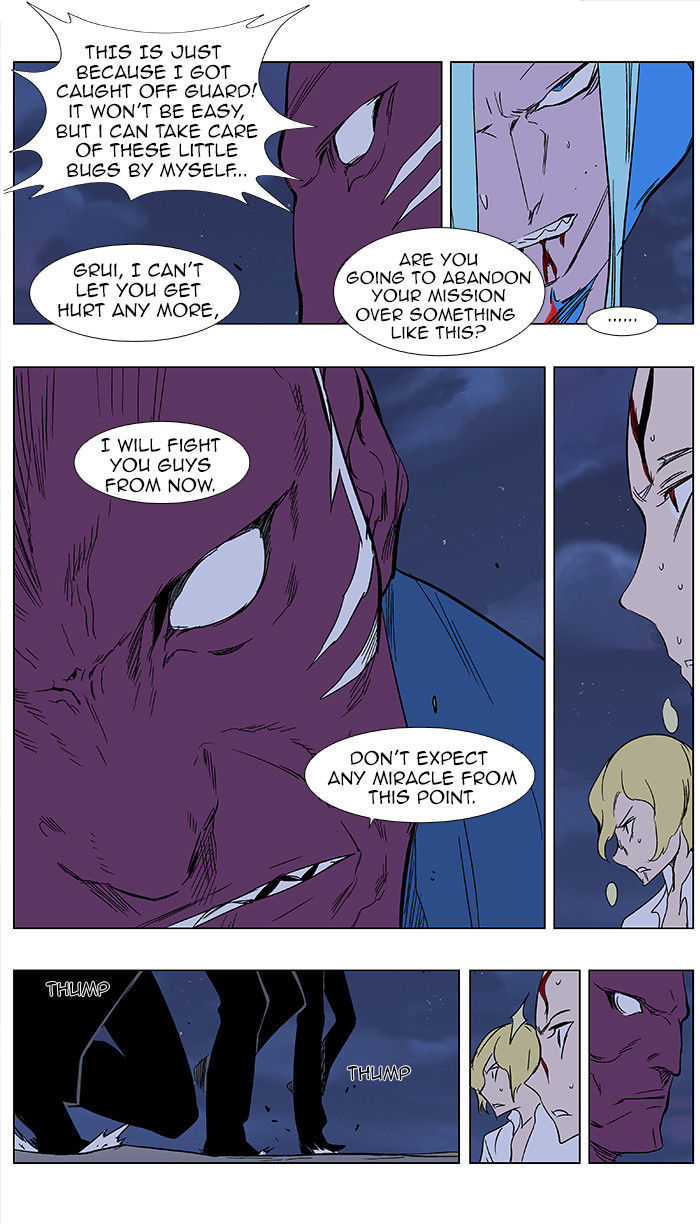 THIS IS JUST
BECAUSE I GOT
CAUGHT OFF GUARD!
IT WON'T BE EASY,
BUT I CAN TAKE CARE
OF THESE LITTLE
BUGS BY MYSELF...
GRUI, I CAN'T
LET YOU GET
HURT ANY MORE,
ARE YOU
GOING TO ABANDON
YOUR MISSION
OVER SOMETHING
LIKE THIS?
......
I WILL FIGHT
YOU GUYS
FROM NOW.
DON'T EXPECT
ANY MIRACLE FROM
THIS POINT.
THUMP
THUMP